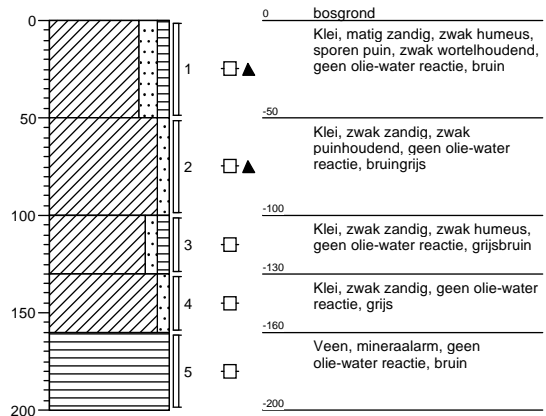 0
bosgrond
0
Klei, matig zandig, zwak humeus,
sporen puin, zwak wortelhoudend,
geen olie-water reactie, bruin
1
50
-50
Klei, zwak zandig, zwak
puinhoudend, geen olie-water
reactie, bruingrijs
2
100
-100
Klei, zwak zandig, zwak humeus,
geen olie-water reactie, grijsbruin
3
-130
Klei, zwak zandig, geen olie-water
reactie, grijs
4
150
-160
Veen, mineraalarm, geen
olie-water reactie, bruin
5
200
-200